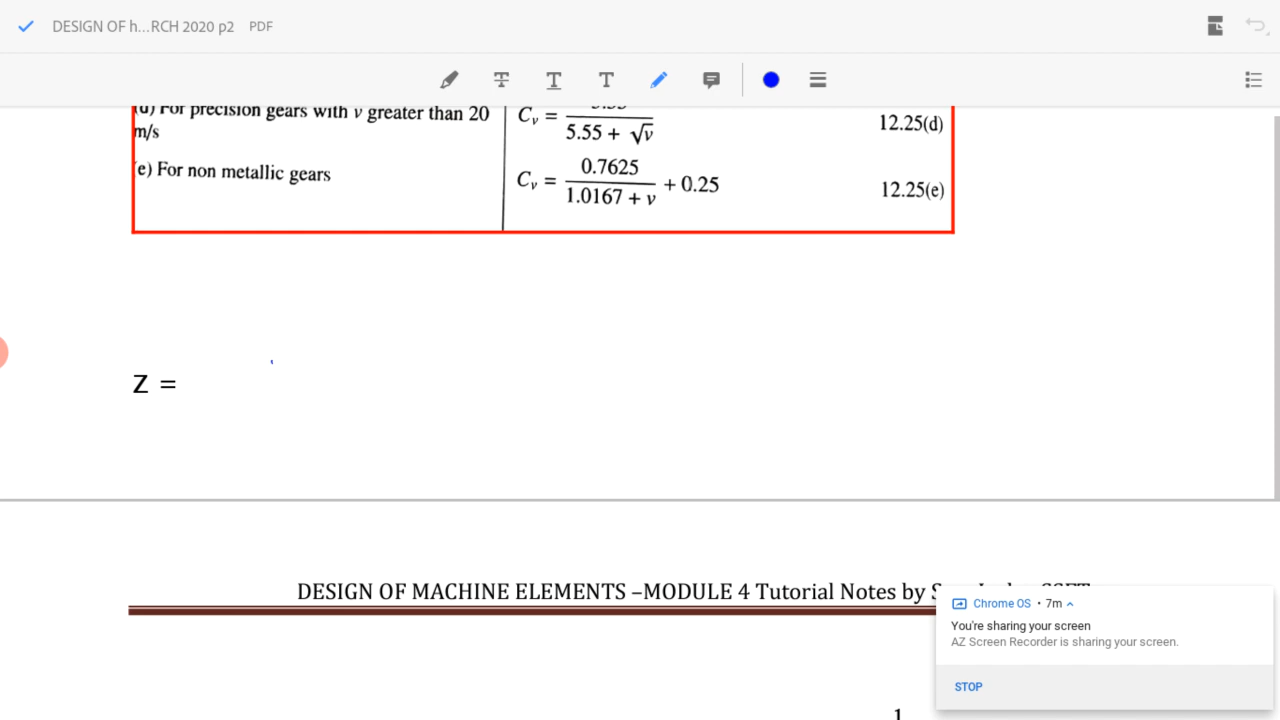 DESIGN OF h...RCH 2020 p2 PDF
(d) For precision gears with v greater than 20 m/s
Cv = / 5.55 + √v
12.25(d)
e) For non metallic gears
Cv = 0.7625 / 1.0167 + v + 0.25
12.25(e)
Z =
DESIGN OF MACHINE ELEMENTS –MODULE 4 Tutorial Notes by
Chrome OS • 7m
You're sharing your screen
AZ Screen Recorder is sharing your screen.
STOP
1